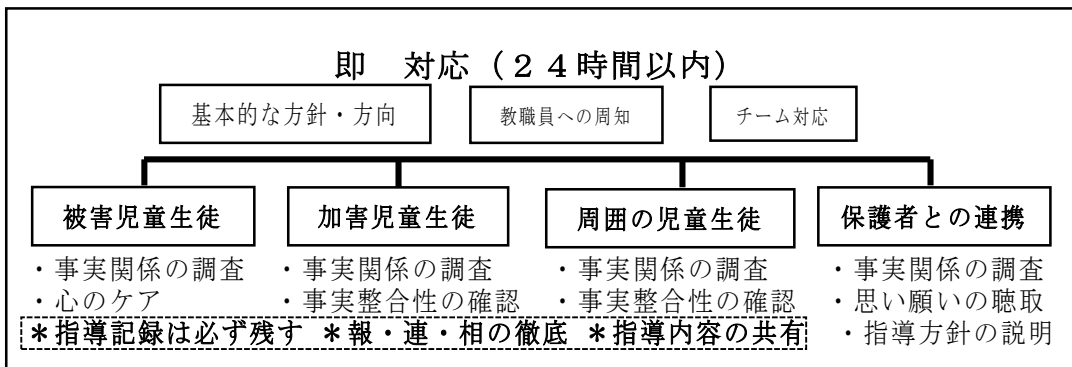 即　対応（２４時間以内）
基本的な方針・方向　教職員への周知　チーム対応
被害児童生徒　加害児童生徒　周囲の児童生徒　保護者との連携
・事実関係の調査　・事実関係の調査　・事実関係の調査　・事実関係の調査
・心のケア　・事実整合性の確認　・事実整合性の確認　・思い願いの聴取
＊指導記録は必ず残す　＊報・連・相の徹底　＊指導内容の共有　・指導方針の説明